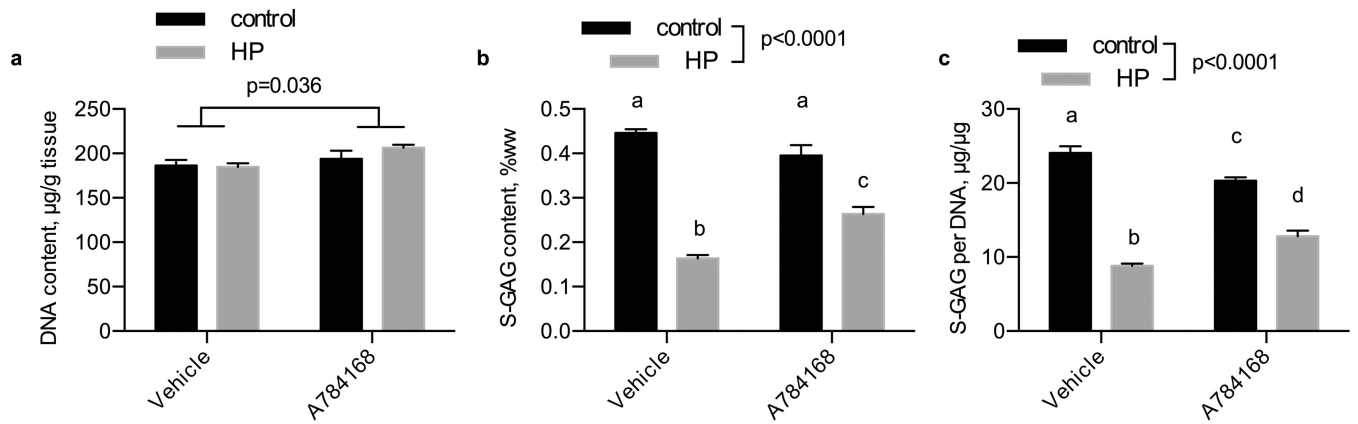 a
control
HP
p=0.036
DNA content, µg/g tissue
250
200
150
100
50
0
Vehicle
A784168
b
control
HP
p<0.0001
S-GAG content, %ww
0.5
0.4
0.3
0.2
0.1
0.0
a
b
a
c
Vehicle
A784168
c
control
HP
p<0.0001
S-GAG per DNA, µg/µg
30
20
10
0
a
b
c
d
Vehicle
A784168